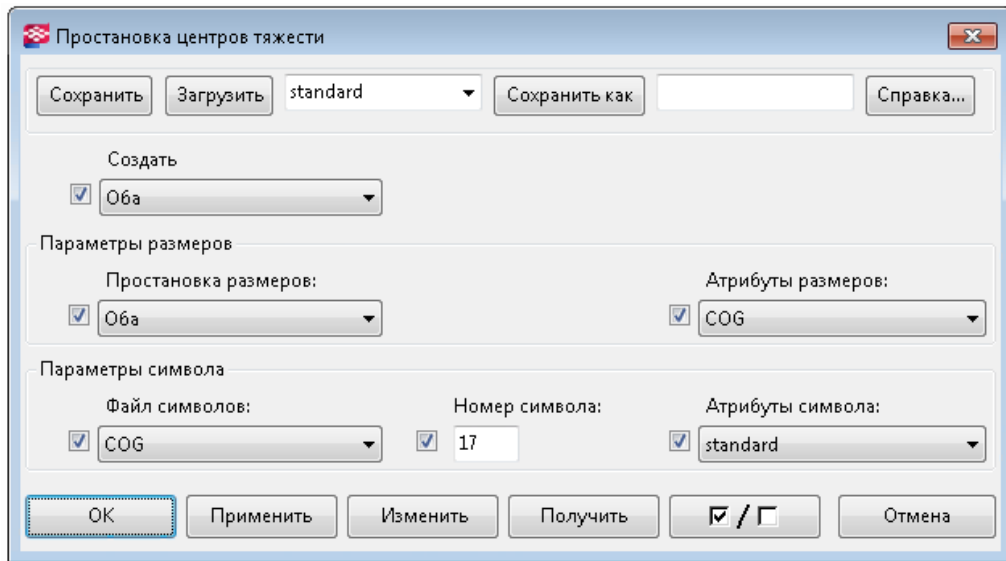 Простановка центров тяжести
Сохранить Загрузить standard Сохранить как Справка...
Создать
Оба
Параметры размеров
Простановка размеров: Атрибуты размеров:
Оба COG
Параметры символа
Файл символов: Номер символа: Атрибуты символа:
COG 17 standard
ОК Применить Изменить Получить / Отмена